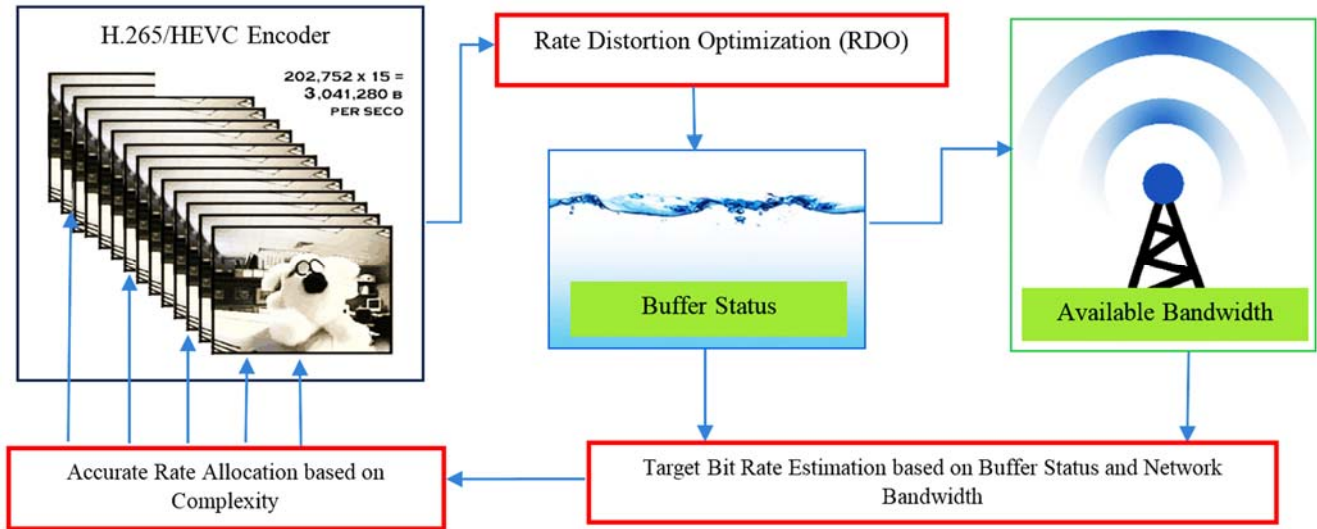 H.265/HEVC Encoder
202,752 x 15 =
3,041,280 B
PER SECO
Rate Distortion Optimization (RDO)
Buffer Status
Available Bandwidth
Accurate Rate Allocation based on
Complexity
Target Bit Rate Estimation based on Buffer Status and Network
Bandwidth